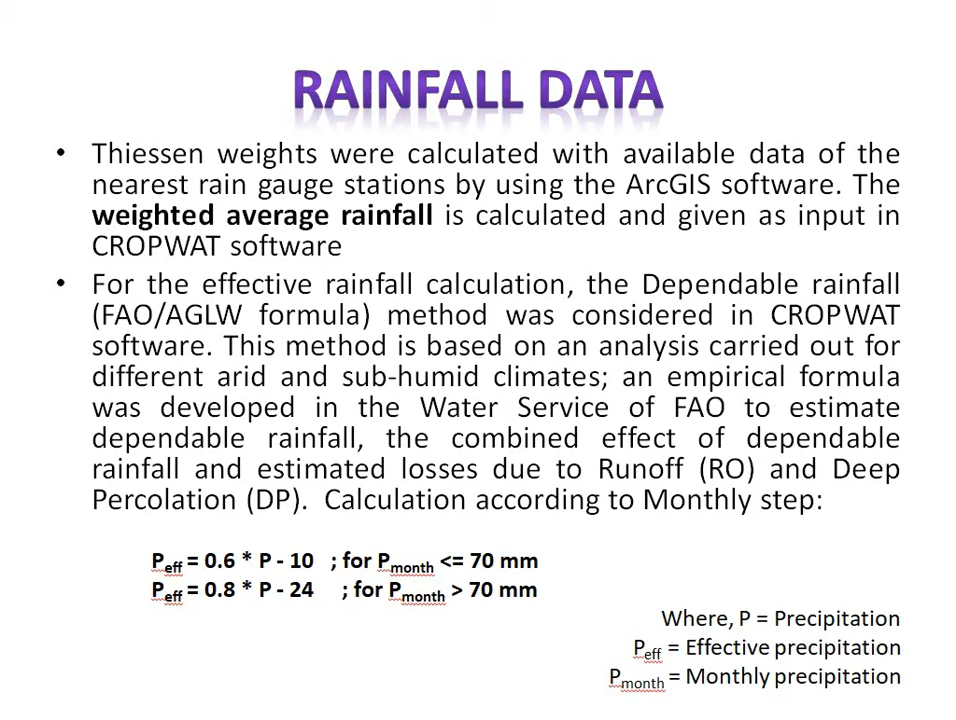 RAINFALL DATA
• Thiessen weights were calculated with available data of the
nearest rain gauge stations by using the ArcGIS software. The
weighted average rainfall is calculated and given as input in
CROPWAT software
• For the effective rainfall calculation, the Dependable rainfall
(FAO/AGLW formula) method was considered in CROPWAT
software. This method is based on an analysis carried out for
different arid and sub-humid climates; an empirical formula
was developed in the Water Service of FAO to estimate
dependable rainfall, the combined effect of dependable
rainfall and estimated losses due to Runoff (RO) and Deep
Percolation (DP). Calculation according to Monthly step:
Peff = 0.6 * P - 10 ; for Pmonth <= 70 mm
Peff = 0.8 * P - 24 ; for Pmonth > 70 mm
Where, P = Precipitation
Peff = Effective precipitation
Pmonth = Monthly precipitation